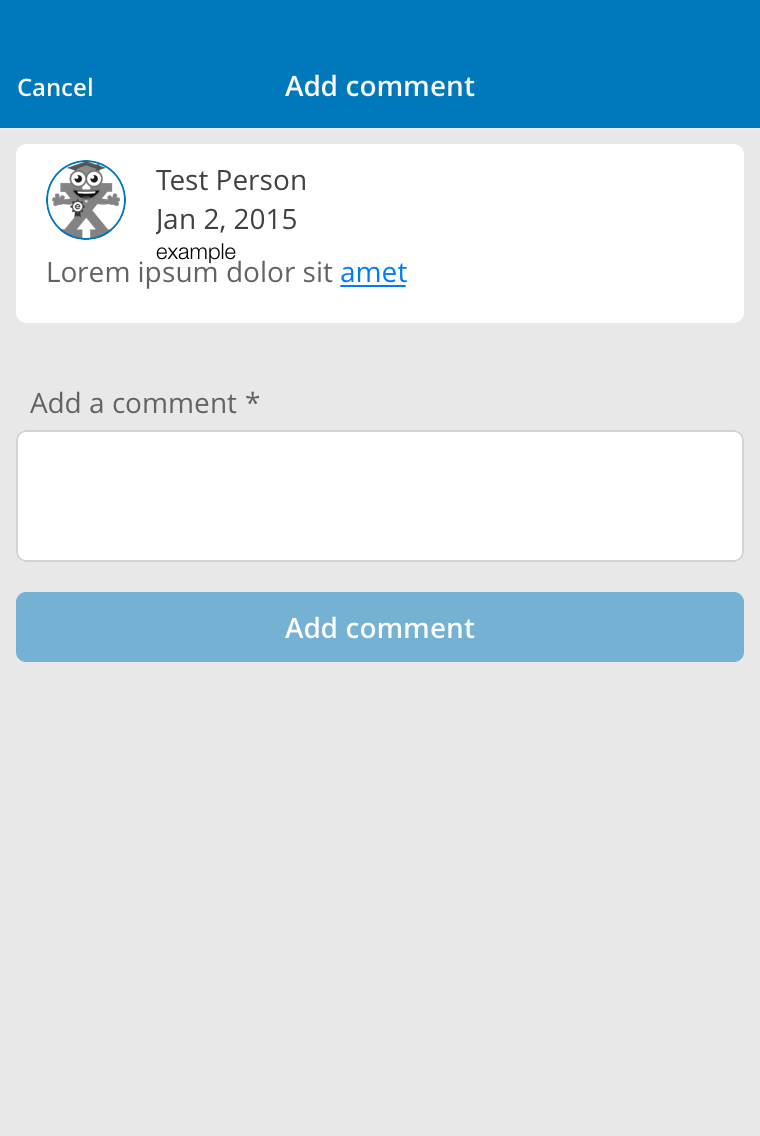 Cancel
Add comment
Test Person
Jan 2, 2015
example
Lorem ipsum dolor sit amet
Add a comment *
Add comment